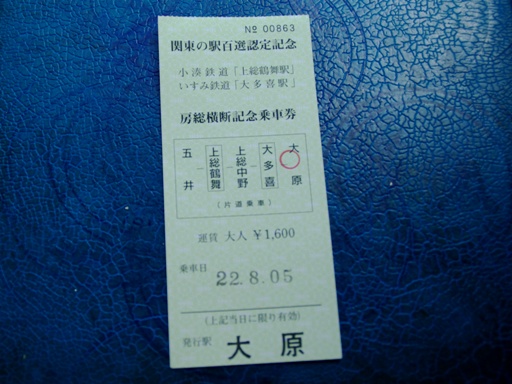 № 00863
関東の駅百選認定記念
小湊鉄道「上総鶴舞駅」
いすみ鉄道「大多喜駅」
房総横断記念乗車券
五井―上総鶴舞―上総中野―大多喜―大原
(片道乗車)
運賃 大人 ¥1,600
乗車日 22.8.05
(上記当日に限り有効)
発行駅 大原